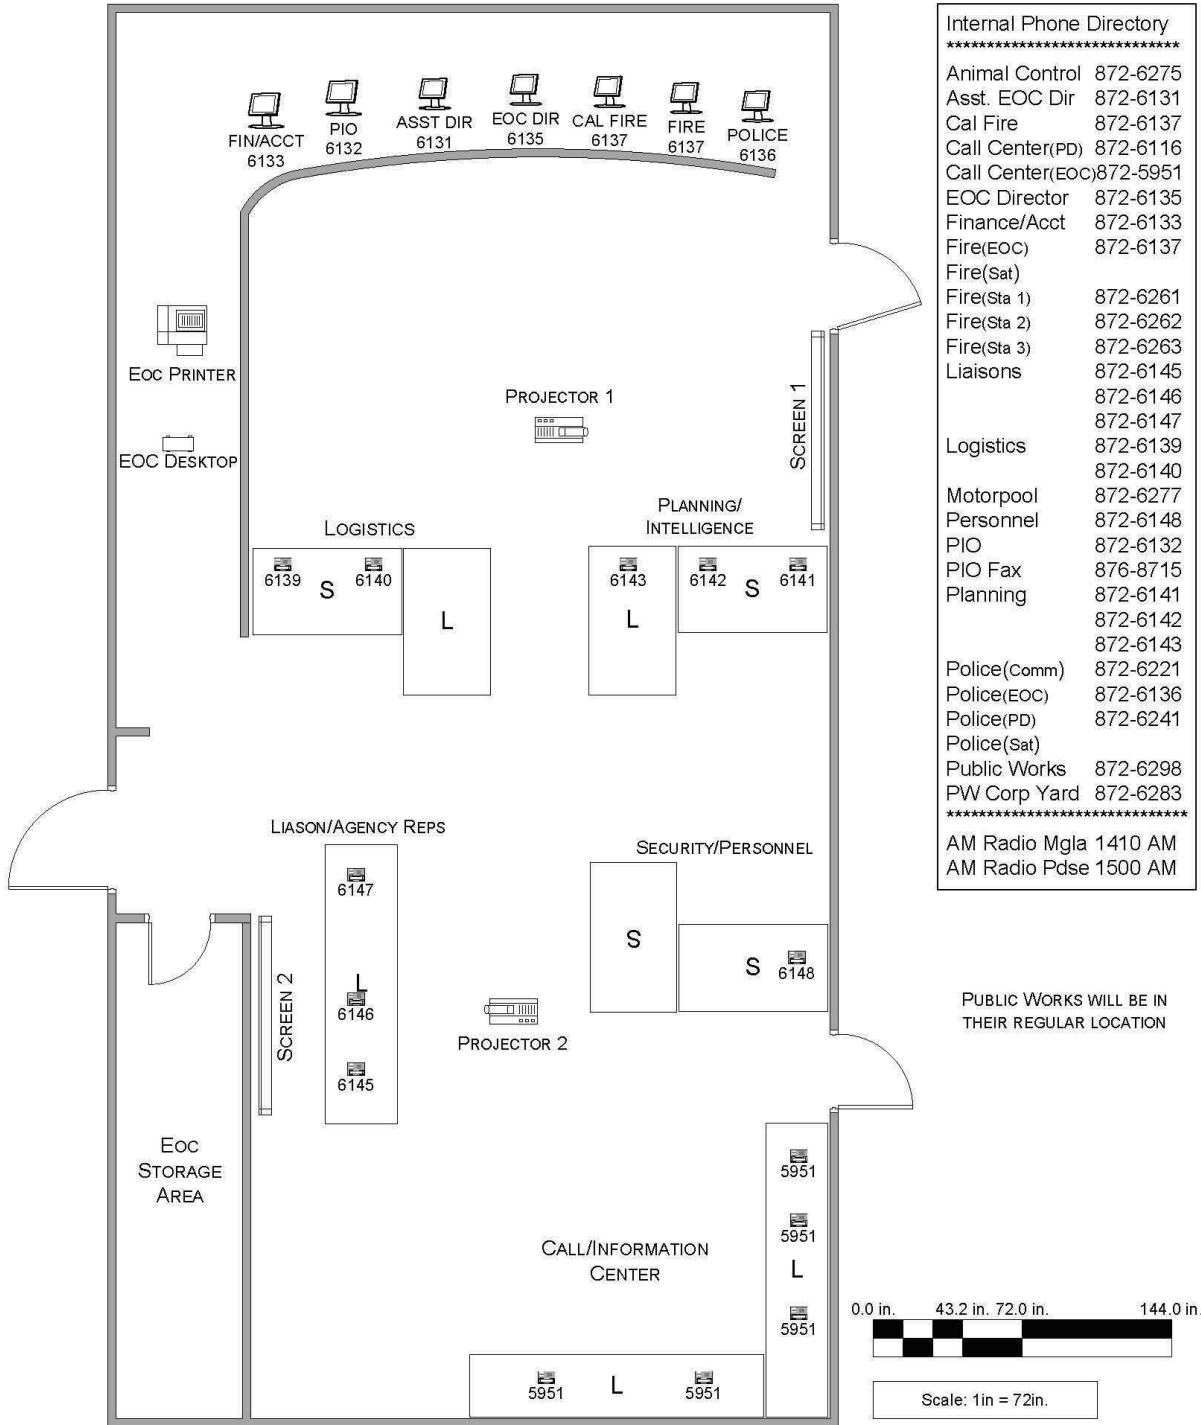 FIN/ACCT
6133
PIO
6132
ASST DIR
6131
EOC DIR
6135
CAL FIRE
6137
FIRE
6137
POLICE
6136
EOC PRINTER
EOC DESKTOP
PROJECTOR 1
SCREEN 1
LOGISTICS
6139
S
6140
L
PLANNING/
INTELLIGENCE
6143
L
6142
S
6141
LIASON/AGENCY REPS
6147
L
6146
6145
SECURITY/PERSONNEL
S
S
6148
SCREEN 2
PROJECTOR 2
EOC
STORAGE
AREA
CALL/INFORMATION
CENTER
5951
5951
L
5951
5951
L
5951
Internal Phone Directory
*****************************
Animal Control 872-6275
Asst. EOC Dir 872-6131
Cal Fire 872-6137
Call Center(PD) 872-6116
Call Center(EOC)872-5951
EOC Director 872-6135
Finance/Acct 872-6133
Fire(EOC) 872-6137
Fire(Sat)
Fire(Sta 1) 872-6261
Fire(Sta 2) 872-6262
Fire(Sta 3) 872-6263
Liaisons 872-6145
872-6146
872-6147
Logistics 872-6139
872-6140
Motorpool 872-6277
Personnel 872-6148
PIO 872-6132
PIO Fax 876-8715
Planning 872-6141
872-6142
872-6143
Police(Comm) 872-6221
Police(EOC) 872-6136
Police(PD) 872-6241
Police(Sat)
Public Works 872-6298
PW Corp Yard 872-6283
******************************
AM Radio Mgla 1410 AM
AM Radio Pdse 1500 AM
PUBLIC WORKS WILL BE IN
THEIR REGULAR LOCATION
0.0 in. 43.2 in. 72.0 in. 144.0 in.
Scale: 1in = 72in.